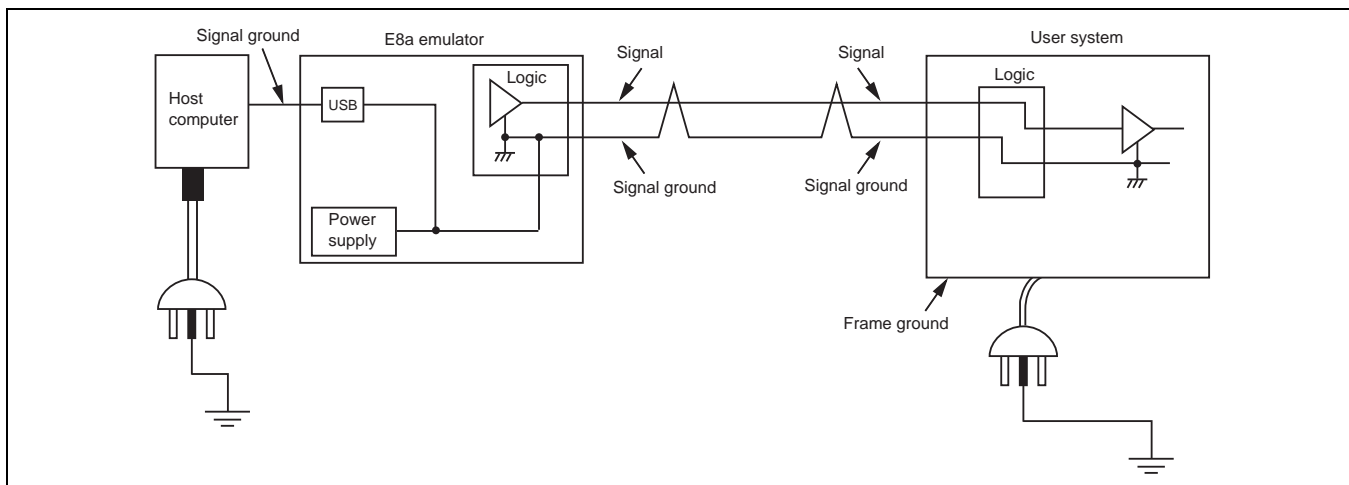 Signal ground
E8a emulator
User system
Host
computer
USB
Logic
Signal
Signal
Logic
Signal ground
Signal ground
Power
supply
Frame ground